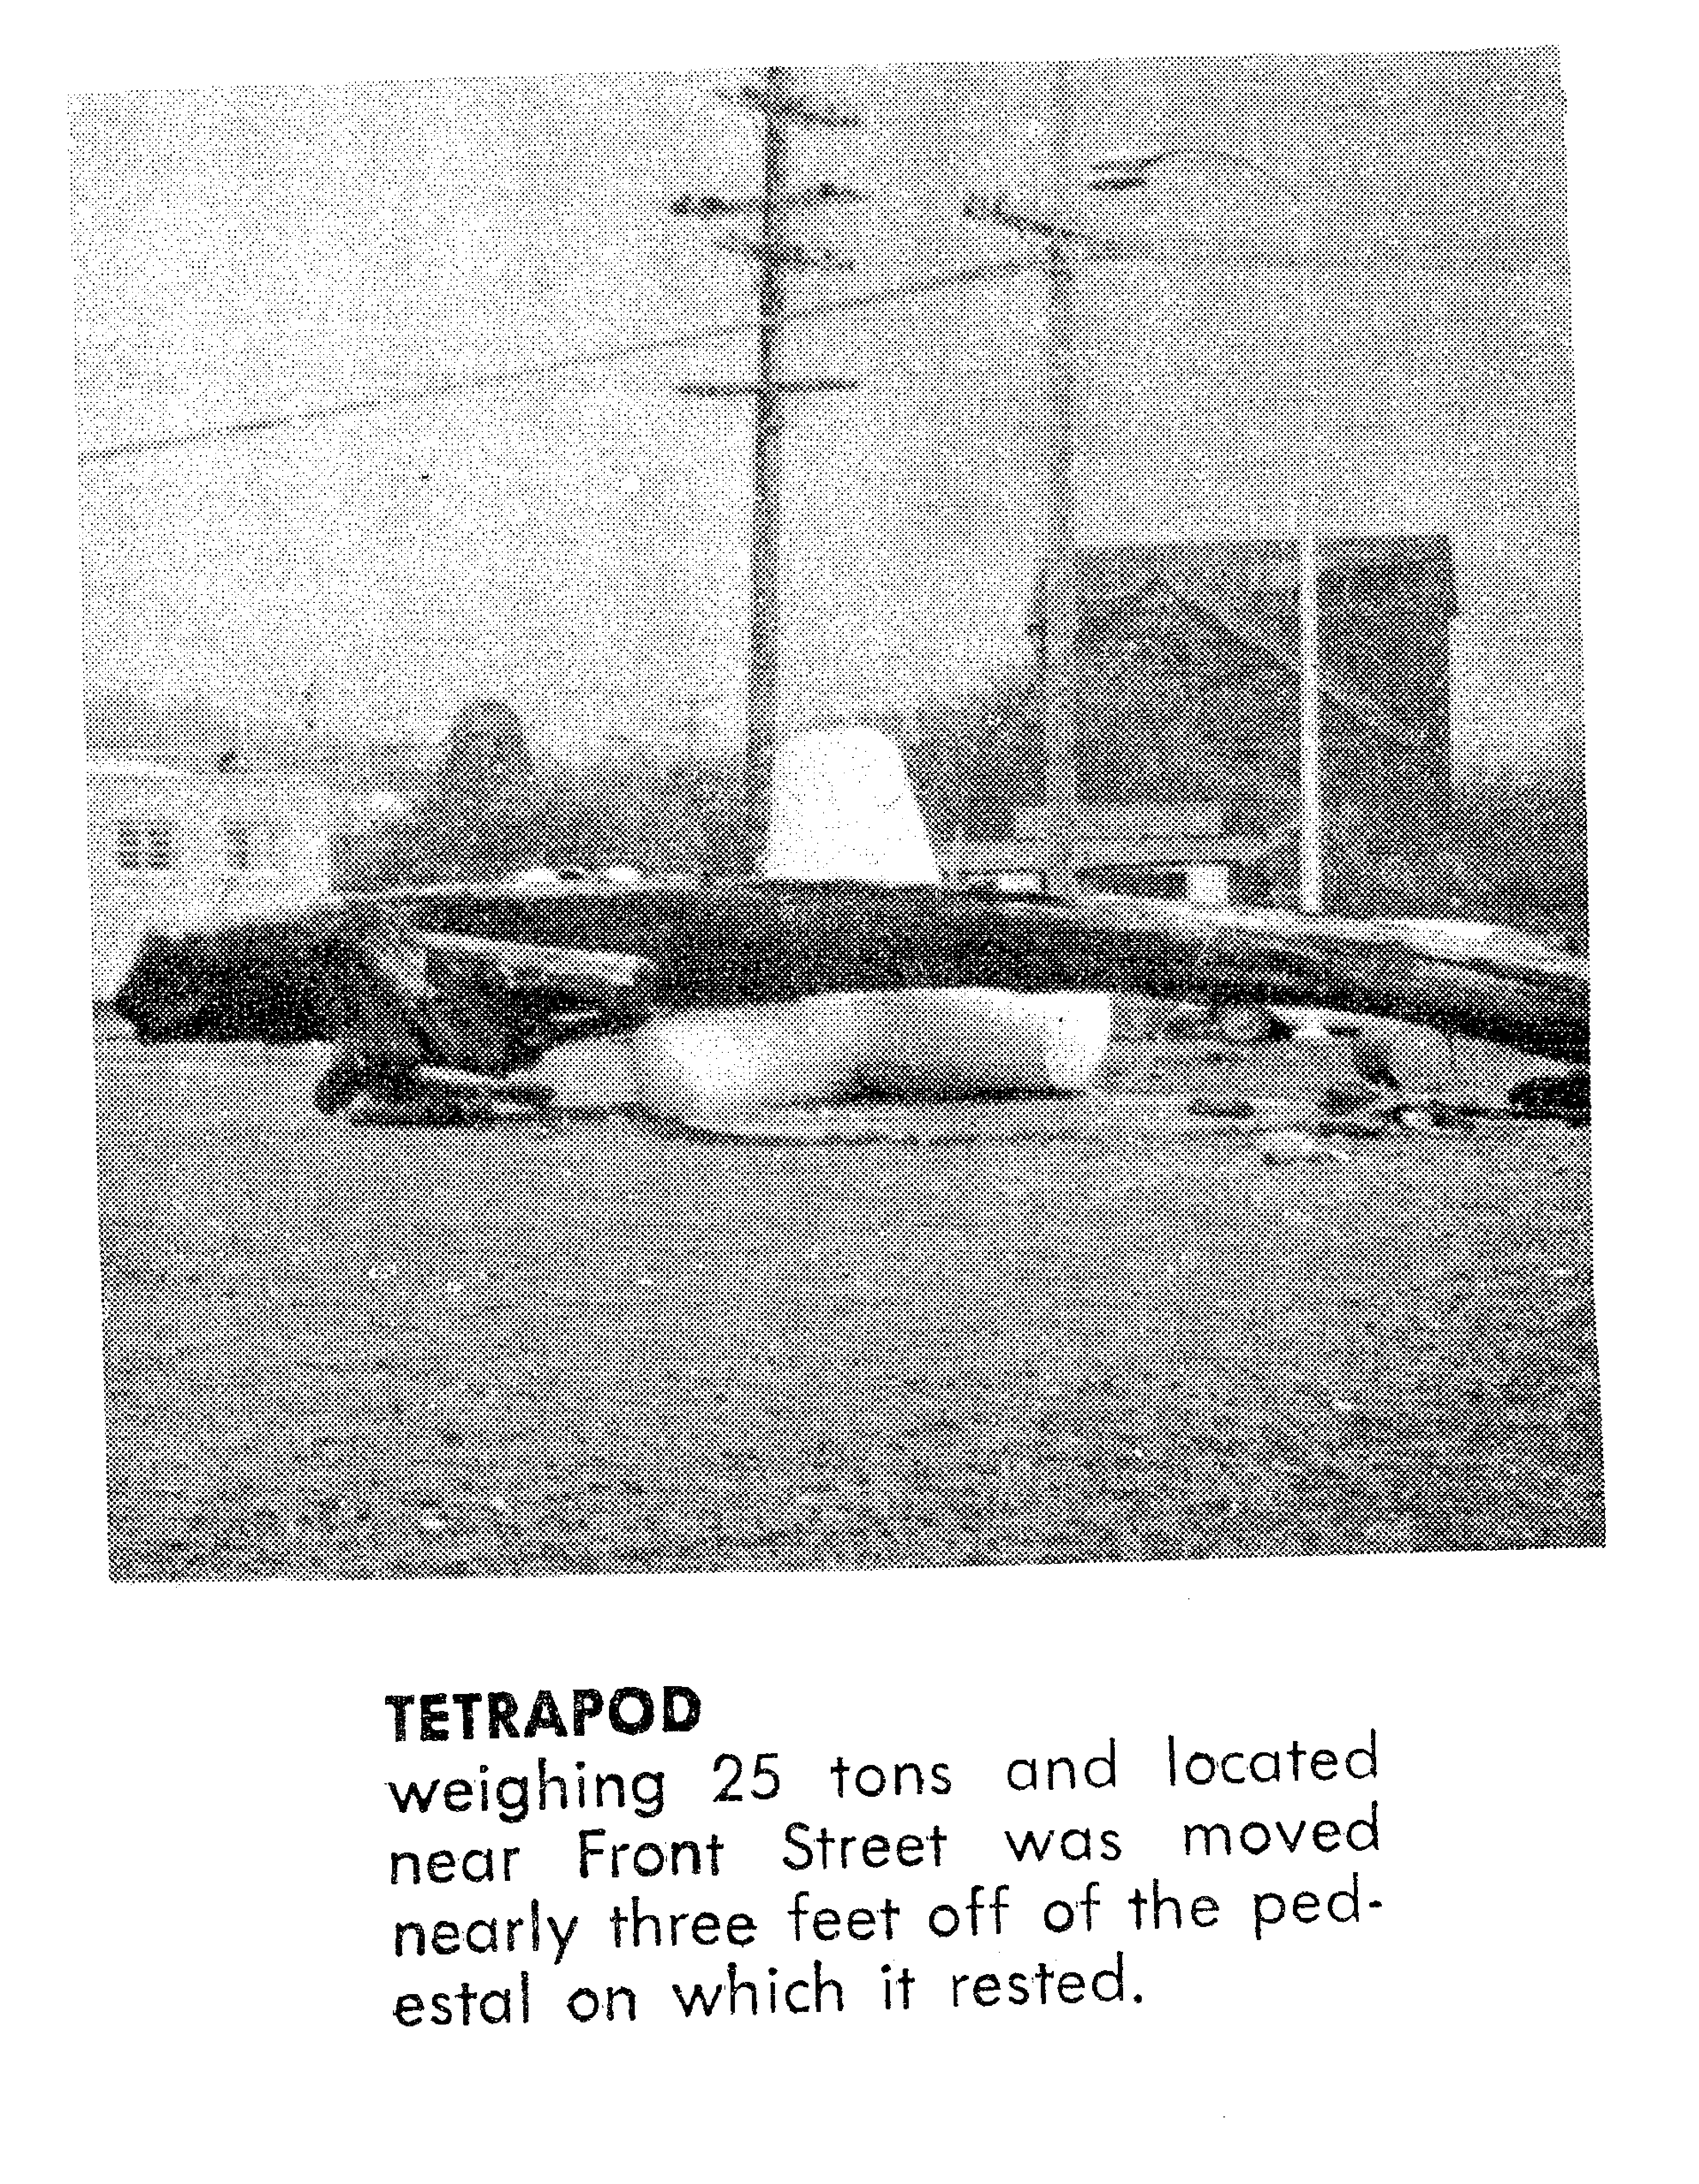 TETRAPOD
weighing 25 tons and located
near Front Street was moved
nearly three feet off of the ped-
estal on which it rested.